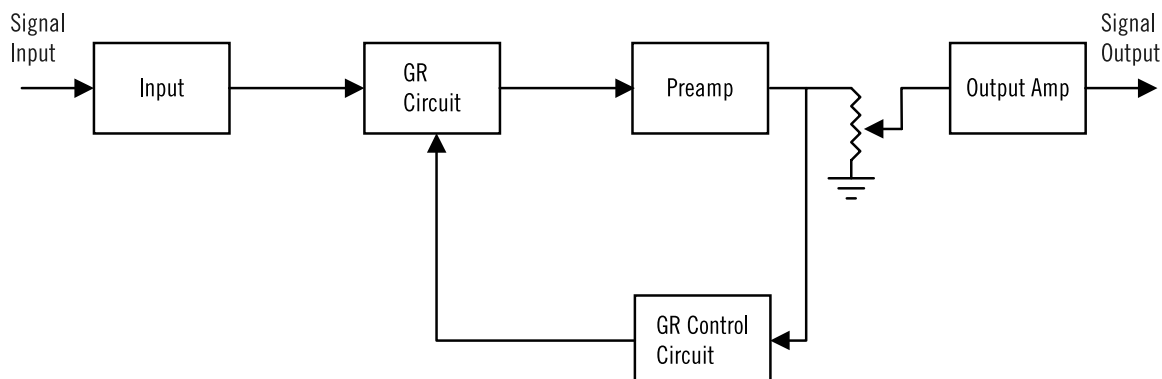 Signal
Input
Input
GR
Circuit
Preamp
Output Amp
Signal
Output
GR Control
Circuit